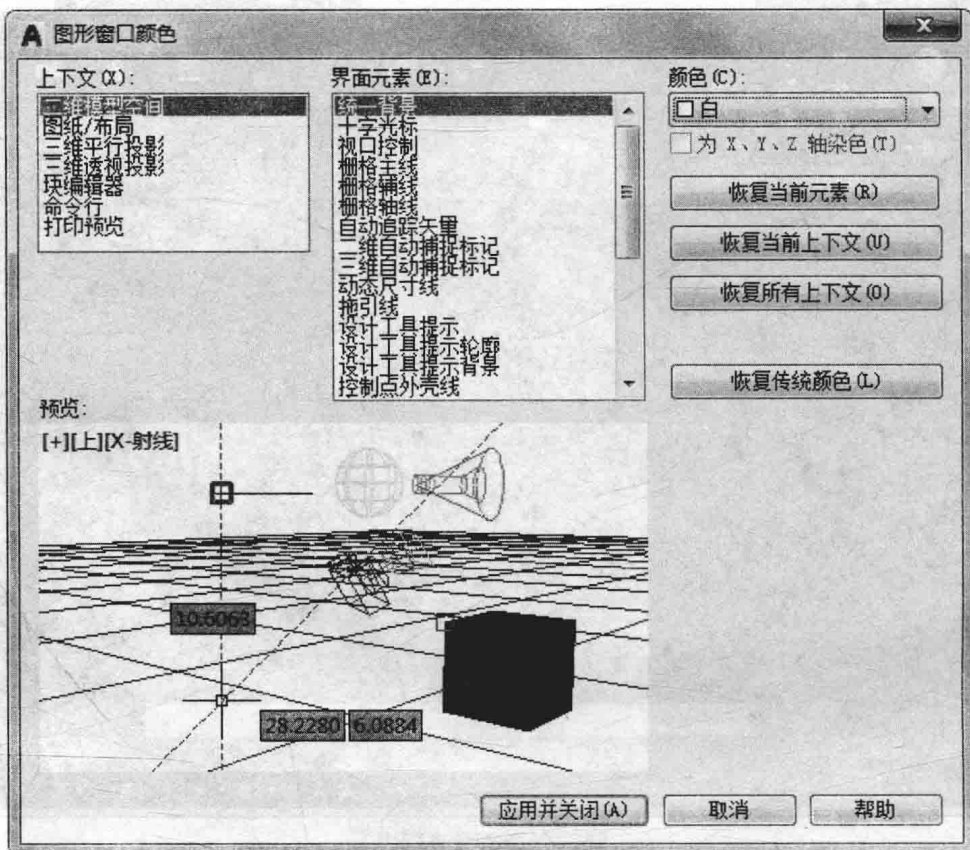 图形窗口颜色
上下文(X):
二维模型空间
图纸/布局
三维平行投影
三维透视投影
块编辑器
命令行
打印预览
界面元素(E):
统一背景
十字光标
视口控制
栅格主线
栅格辅线
栅格轴线
自动追踪矢量
二维自动捕捉标记
三维自动捕捉标记
动态尺寸线
拖引线
设计工具提示
设计工具提示轮廓
设计工具提示背景
控制点外壳线
颜色(C):
白
为 X、Y、Z 轴染色(T)
恢复当前元素(R)
恢复当前上下文(U)
恢复所有上下文(O)
恢复传统颜色(L)
预览:
[+][上][X-射线]
10.6063
28.2280 6.0884
应用并关闭(A) 取消 帮助